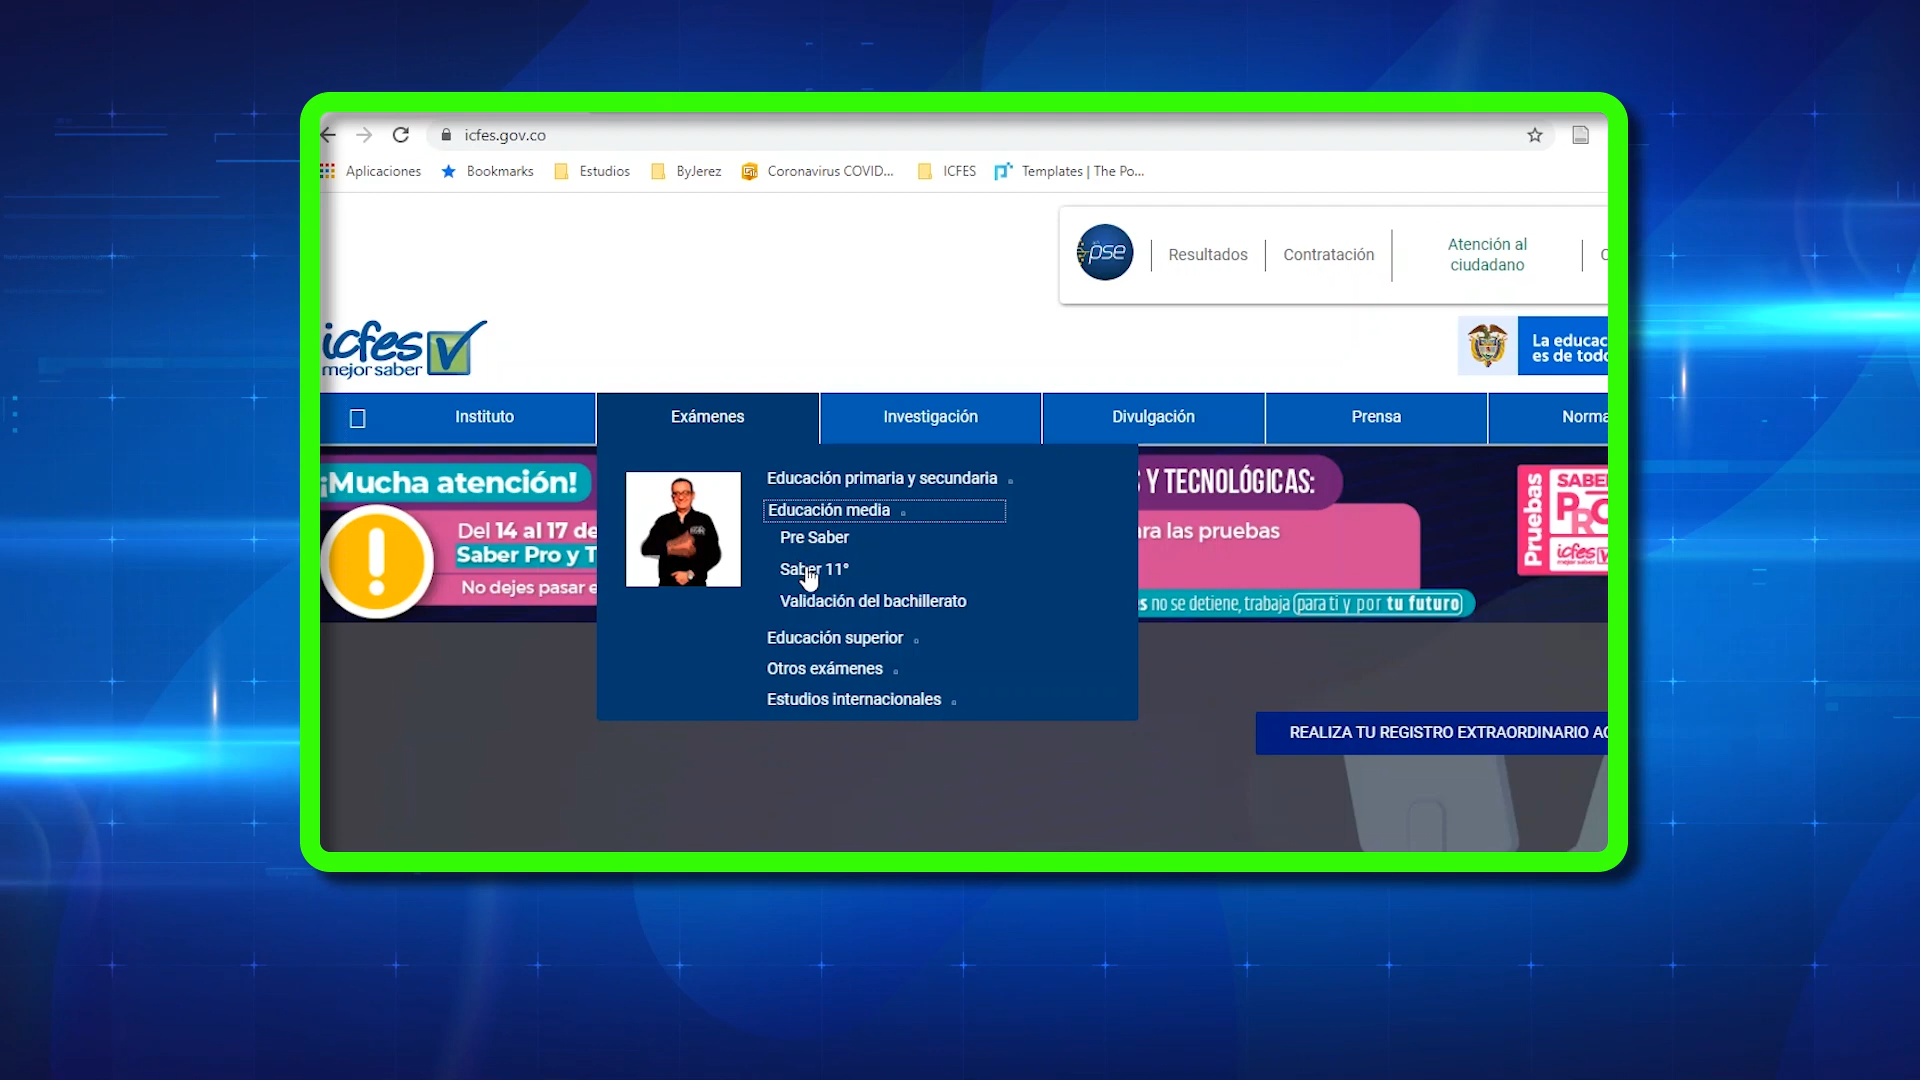 icfes.gov.co
Aplicaciones
Bookmarks
Estudios
ByJerez
Coronavirus COVID...
ICFES
Templates | The Po...
pse
Resultados
Contratación
Atención al
ciudadano
icfes
mejor saber
La educac
es de todo
Instituto
Exámenes
Investigación
Divulgación
Prensa
Norma
¡Mucha atención!
Del 14 al 17 de
Saber Pro y T
No dejes pasar e
Educación primaria y secundaria
Educación media
Pre Saber
Saber 11°
Validación del bachillerato
Educación superior
Otros exámenes
Estudios internacionales
S Y TECNOLÓGICAS:
ara las pruebas
s no se detiene, trabaja para ti y por tu futuro
Pruebas
SABER
PRO
icfes
REALIZA TU REGISTRO EXTRAORDINARIO AQ